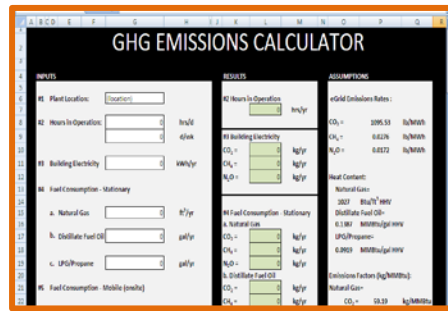 A B C D E F G H I J K L M N O P Q R
GHG EMISSIONS CALCULATOR
INPUTS
#1 Plant Location: (location)
#2 Hours in Operation: 0 hrs/d
0 d/wk
#3 Building Electricity 0 kWh/yr
#4 Fuel Consumption - Stationary
a. Natural Gas 0 ft³/yr
b. Distillate Fuel Oil 0 gal/yr
c. LPG/Propane 0 gal/yr
#5 Fuel Consumption - Mobile (onsite)
RESULTS
#2 Hours in Operation
0 hrs/yr
#3 Building Electricity
CO₂ = 0 kg/yr
CH₄ = 0 kg/yr
N₂O = 0 kg/yr
#4 Fuel Consumption - Stationary
a. Natural Gas
CO₂ = 0 kg/yr
CH₄ = 0 kg/yr
N₂O = 0 kg/yr
b. Distillate Fuel Oil
CO₂ = 0 kg/yr
CH₄ = 0 kg/yr
ASSUMPTIONS
eGrid Emissions Rates :
CO₂ = 1095.53 lb/MWh
CH₄ = 0.0276 lb/MWh
N₂O = 0.0172 lb/MWh
Heat Content:
Natural Gas=
1027 Btu/ft³ HHV
Distillate Fuel Oil=
MMBtu/gal HHV
LPG/Propane=
MMBtu/gal HHV
Emissions Factors (kg/MMBtu):
Natural Gas=
CO₂ = kg/MMBtu